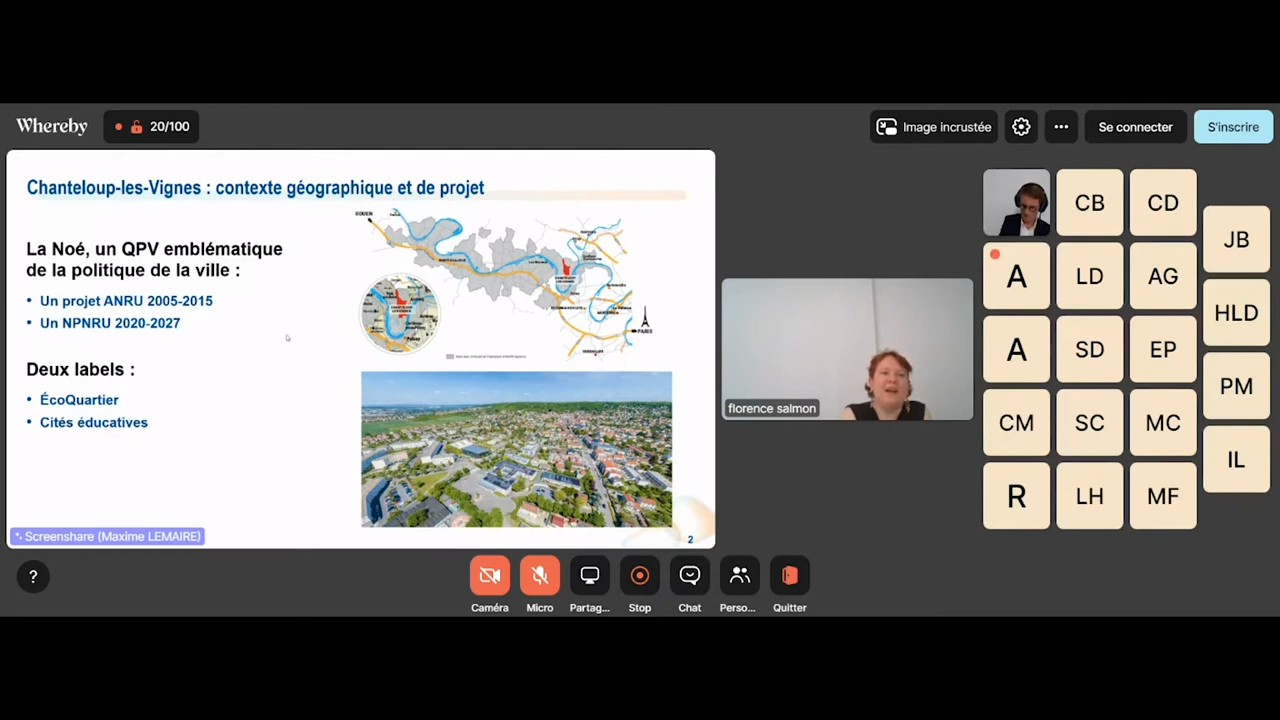 Whereby
20/100
Image incrustée
Se connecter
S'inscrire
Chanteloup-les-Vignes : contexte géographique et de projet
La Noé, un QPV emblématique
de la politique de la ville :
• Un projet ANRU 2005-2015
• Un NPNRU 2020-2027
Deux labels :
• ÉcoQuartier
• Cités éducatives
ROUEN
PARIS
2
Screenshare (Maxime LEMAIRE)
florence salmon
CB
CD
A
LD
AG
A
SD
EP
CM
SC
MC
R
LH
MF
JB
HLD
PM
IL
?
Caméra
Micro
Partag...
Stop
Chat
Perso...
Quitter